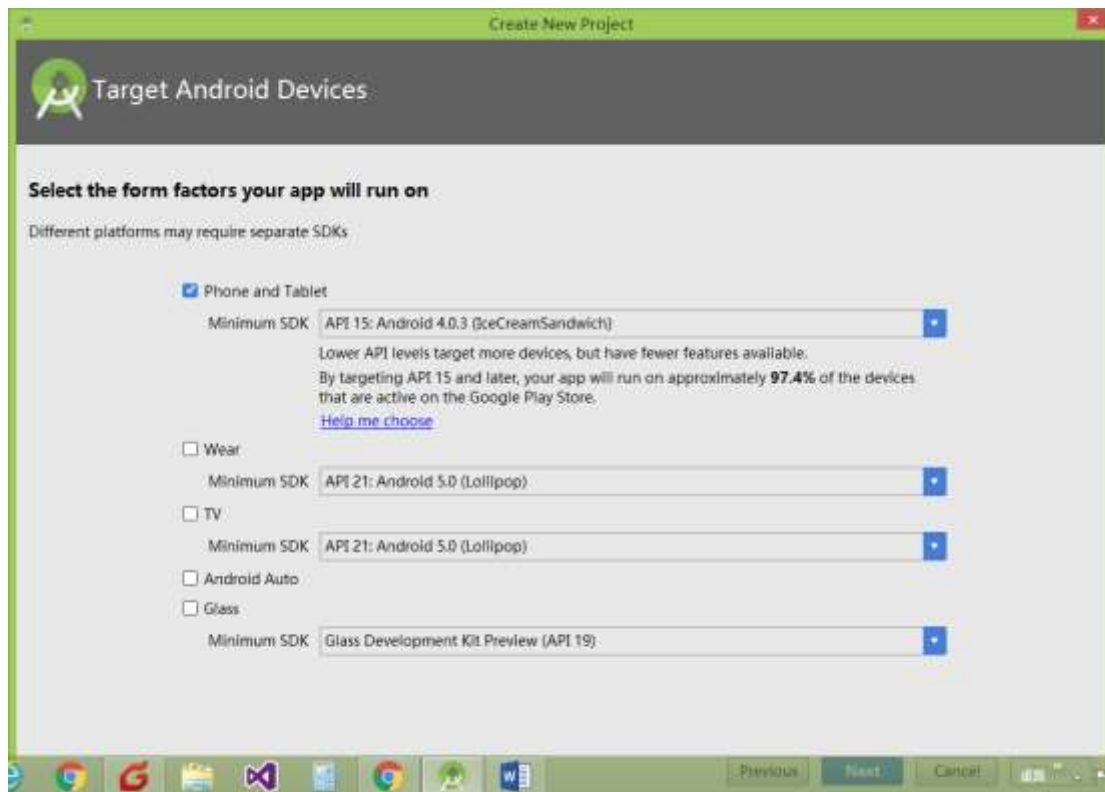 Create New Project
Target Android Devices
Select the form factors your app will run on
Different platforms may require separate SDKs
Phone and Tablet
Minimum SDK API 15: Android 4.0.3 (IceCreamSandwich)
Lower API levels target more devices, but have fewer features available.
By targeting API 15 and later, your app will run on approximately 97.4% of the devices
that are active on the Google Play Store.
Help me choose
Wear
Minimum SDK API 21: Android 5.0 (Lollipop)
TV
Minimum SDK API 21: Android 5.0 (Lollipop)
Android Auto
Glass
Minimum SDK Glass Development Kit Preview (API 19)
Previous Next Cancel